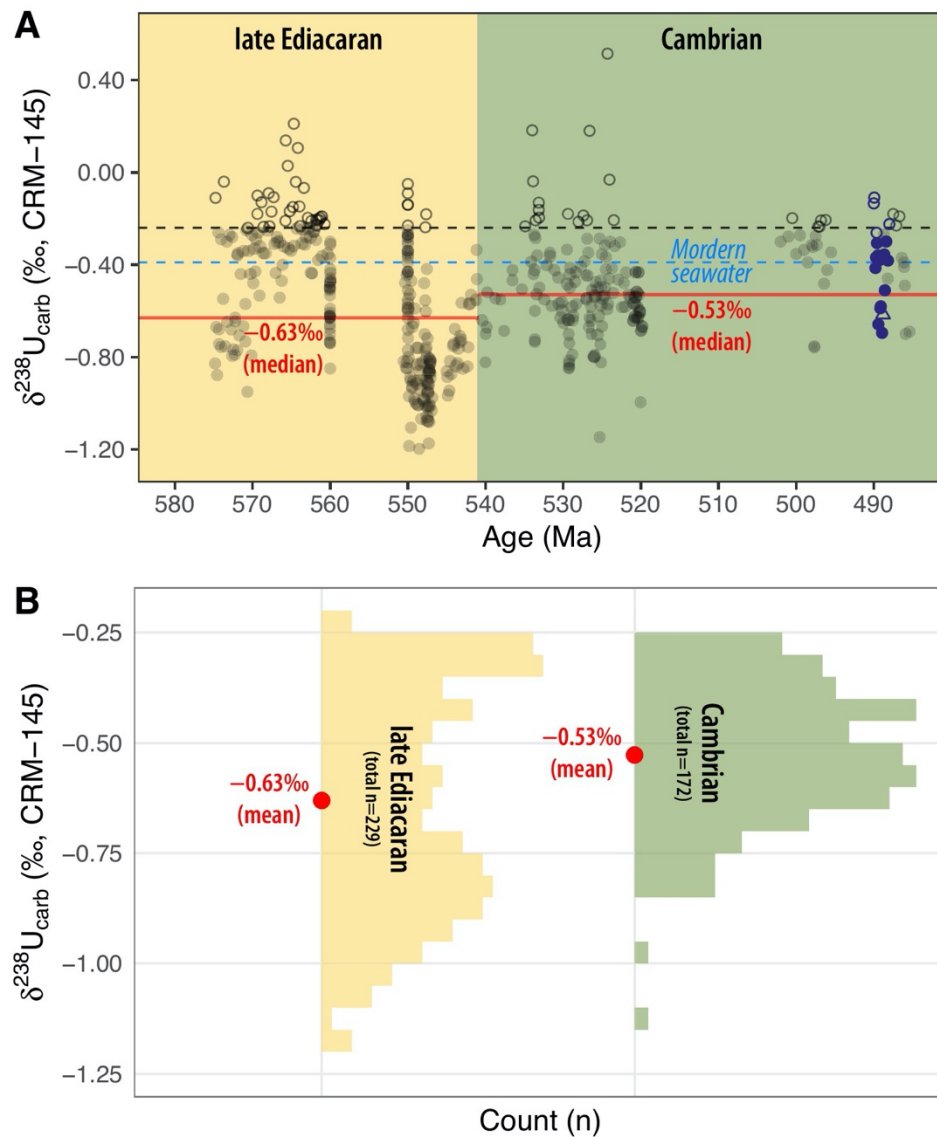 A
late Ediacaran
Cambrian
δ²³⁸U_carb (‰, CRM−145)
0.40
0.00
−0.40
−0.80
−1.20
Mordern
seawater
−0.63‰
(median)
−0.53‰
(median)
580
570
560
550
540
530
520
510
500
490
Age (Ma)
B
δ²³⁸U_carb (‰, CRM−145)
−0.25
−0.50
−0.75
−1.00
−1.25
−0.63‰
(mean)
late Ediacaran
(total n=229)
−0.53‰
(mean)
Cambrian
(total n=172)
Count (n)